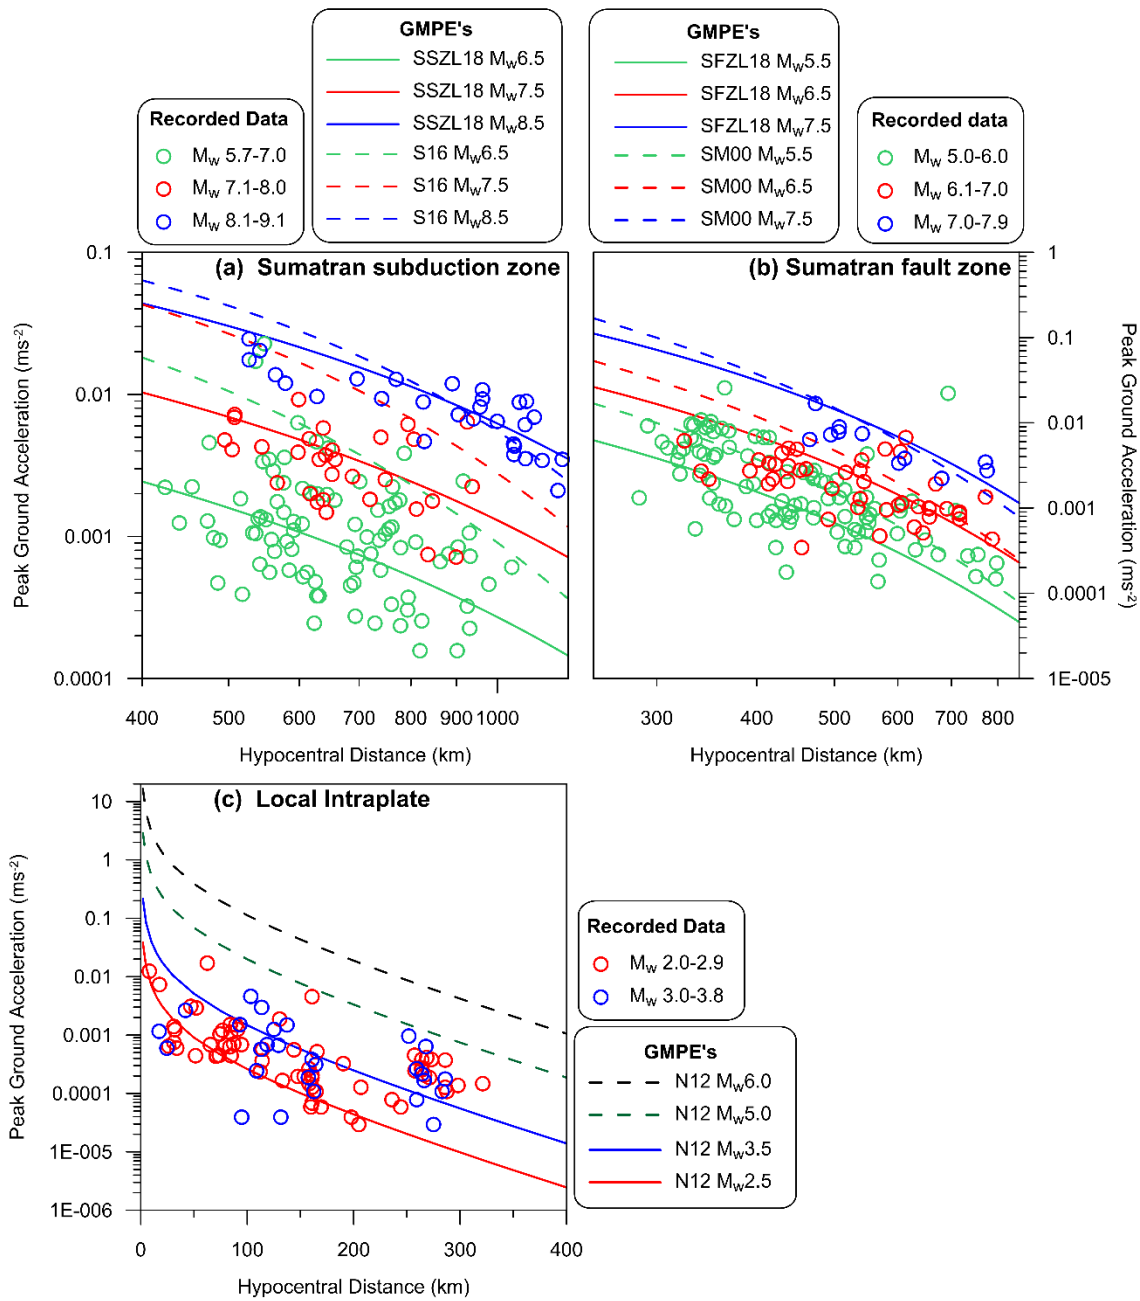 GMPE's
SSZL18 Mw6.5
SSZL18 Mw7.5
SSZL18 Mw8.5
S16 Mw6.5
S16 Mw7.5
S16 Mw8.5
GMPE's
SFZL18 Mw5.5
SFZL18 Mw6.5
SFZL18 Mw7.5
SM00 Mw5.5
SM00 Mw6.5
SM00 Mw7.5
Recorded Data
Mw 5.7-7.0
Mw 7.1-8.0
Mw 8.1-9.1
Recorded data
Mw 5.0-6.0
Mw 6.1-7.0
Mw 7.0-7.9
(a) Sumatran subduction zone
0.1
0.01
0.001
0.0001
Peak Ground Acceleration (ms-2)
400 500 600 700 800 900 1000
Hypocentral Distance (km)
(b) Sumatran fault zone
1
0.1
0.01
0.001
0.0001
1E-005
Peak Ground Acceleration (ms-2)
300 400 500 600 700 800
Hypocentral Distance (km)
(c) Local Intraplate
10
1
0.1
0.01
0.001
0.0001
1E-005
1E-006
Peak Ground Acceleration (ms-2)
0 100 200 300 400
Hypocentral Distance (km)
Recorded Data
Mw 2.0-2.9
Mw 3.0-3.8
GMPE's
N12 Mw6.0
N12 Mw5.0
N12 Mw3.5
N12 Mw2.5